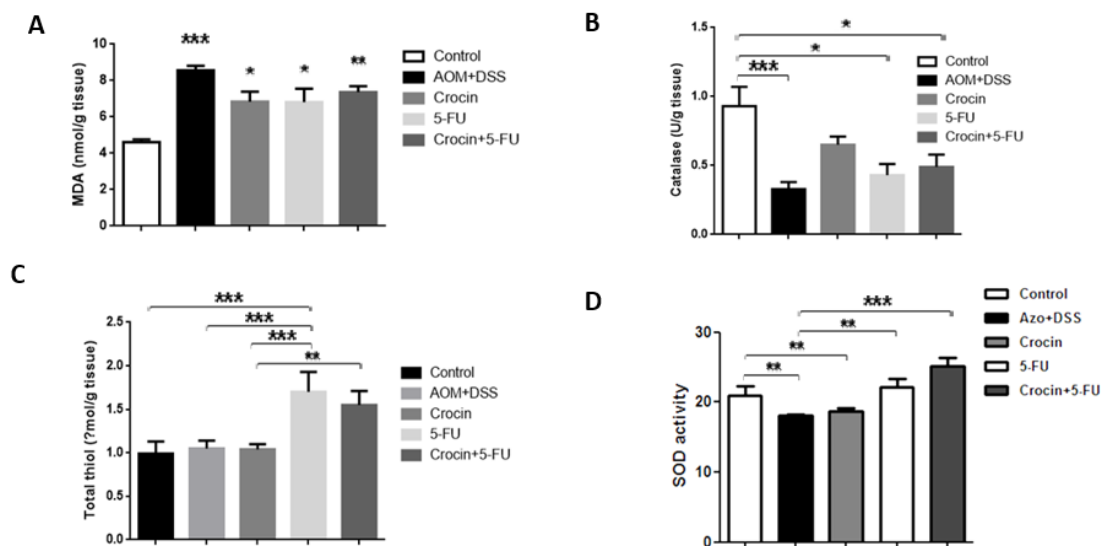 A
***
*
*
**
10
8
6
4
2
0
MDA (nmol/g tissue)
Control
AOM+DSS
Crocin
5-FU
Crocin+5-FU
B
*
*
***
1.5
1.0
0.5
0.0
Catalase (U/g tissue)
Control
AOM+DSS
Crocin
5-FU
Crocin+5-FU
C
***
***
***
**
2.5
2.0
1.5
1.0
0.5
0.0
Total thiol (?mol/g tissue)
Control
AOM+DSS
Crocin
5-FU
Crocin+5-FU
D
***
**
**
**
30
20
10
0
SOD activity
Control
Azo+DSS
Crocin
5-FU
Crocin+5-FU